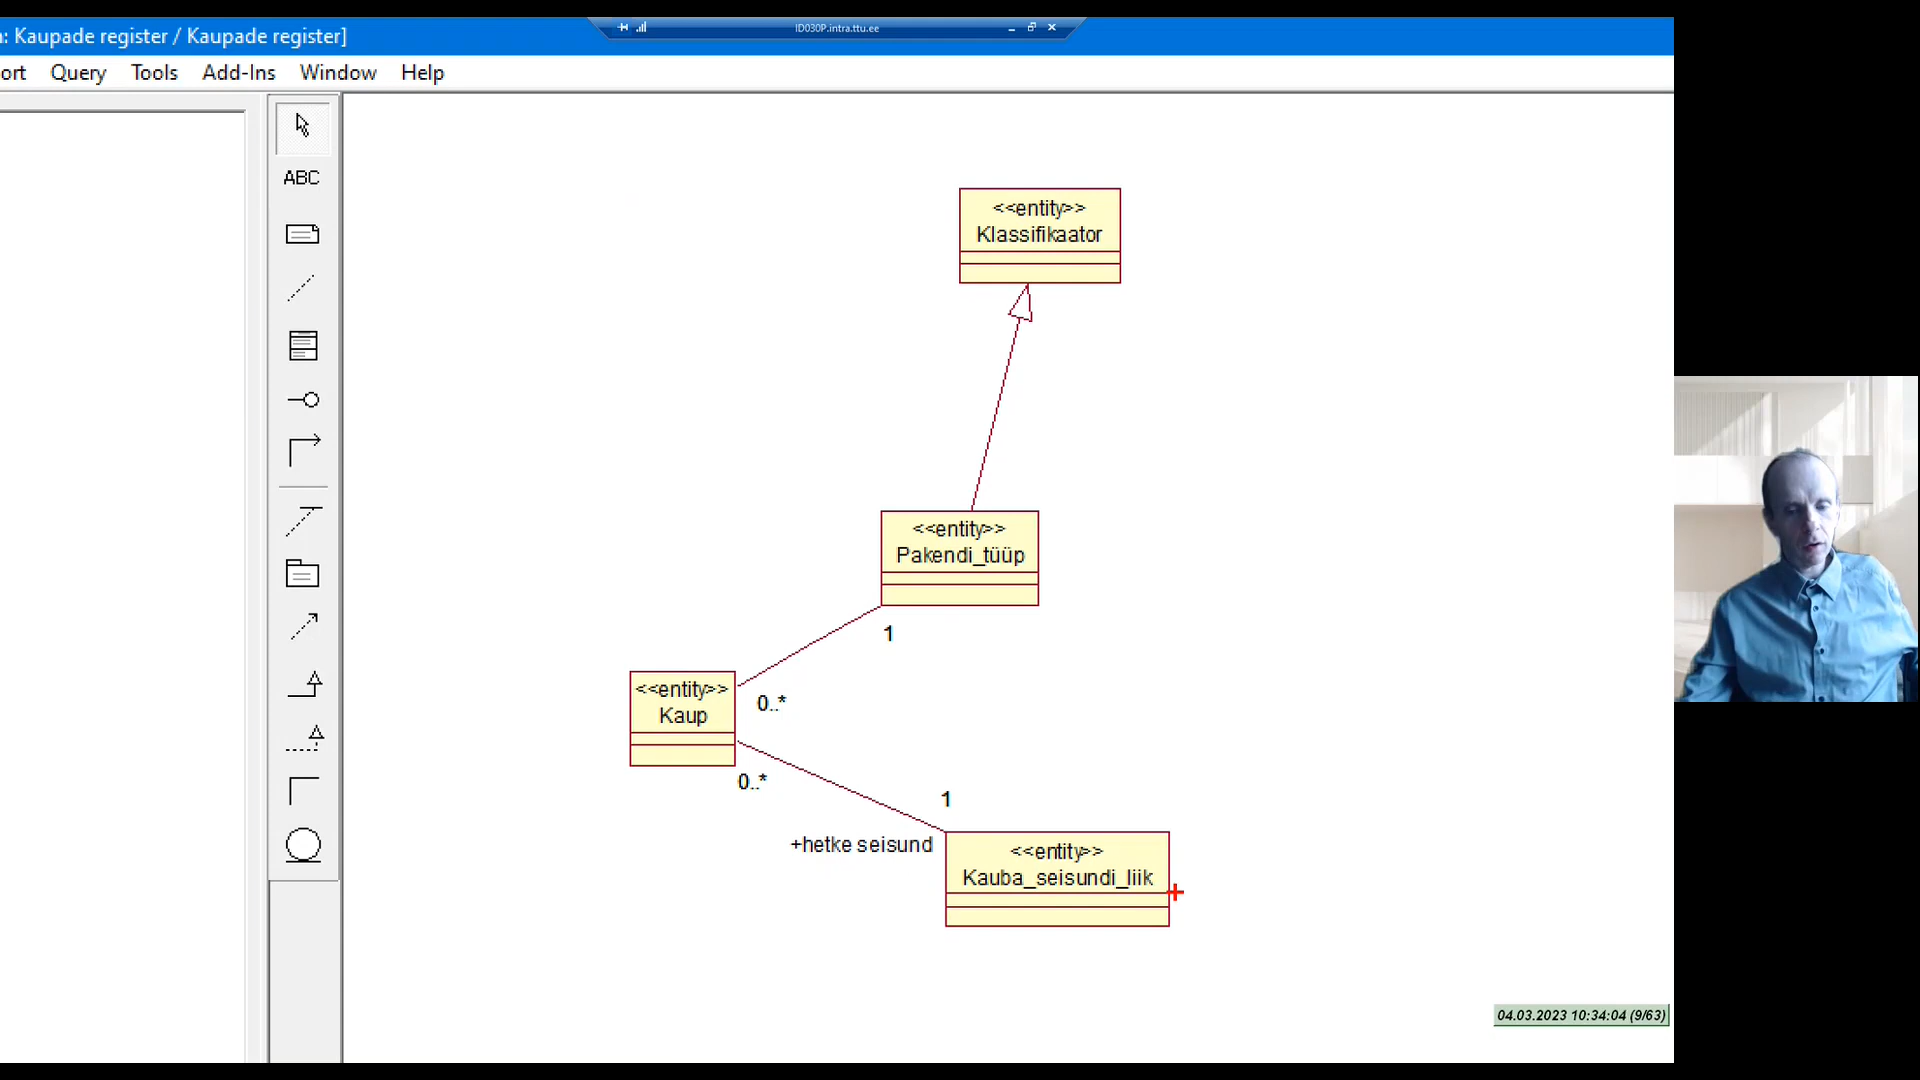 : Kaupade register / Kaupade register]
ID030P.intra.ttu.ee
ort Query Tools Add-Ins Window Help
ABC
<<entity>>
Klassifikaator
<<entity>>
Pakendi_tüüp
1
<<entity>>
Kaup
0..*
0..*
1
+hetke seisund
<<entity>>
Kauba_seisundi_liik
04.03.2023 10:34:04 (9/63)